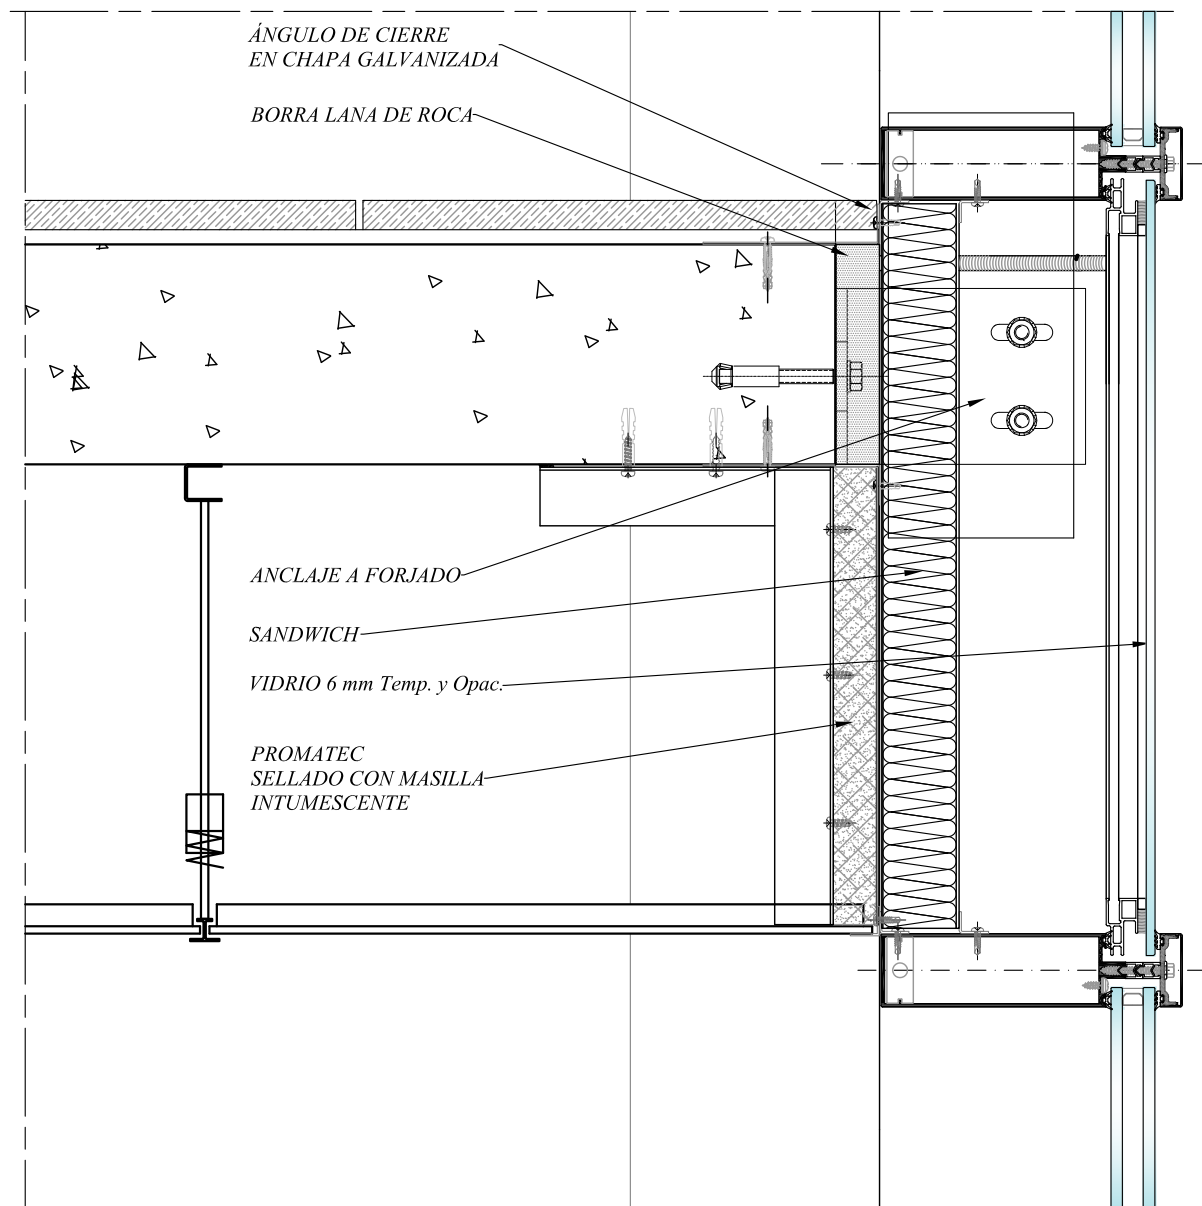 ÁNGULO DE CIERRE
EN CHAPA GALVANIZADA
BORRA LANA DE ROCA
ANCLAJE A FORJADO
SANDWICH
VIDRIO 6 mm Temp. y Opac.
PROMATEC
SELLADO CON MASILLA
INTUMESCENTE